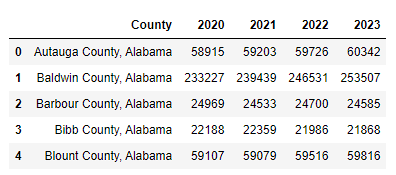 County 2020 2021 2022 2023
0 Autauga County, Alabama 58915 59203 59726 60342
1 Baldwin County, Alabama 233227 239439 246531 253507
2 Barbour County, Alabama 24969 24533 24700 24585
3 Bibb County, Alabama 22188 22359 21986 21868
4 Blount County, Alabama 59107 59079 59516 59816